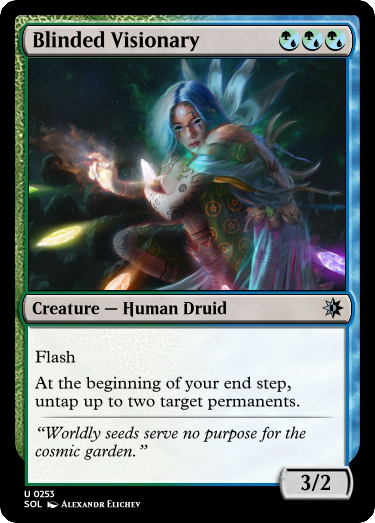 Blinded Visionary
Creature — Human Druid
Flash
At the beginning of your end step,
untap up to two target permanents.
“Worldly seeds serve no purpose for the
cosmic garden.”
3/2
U 0253
SOL Alexandr Elichev